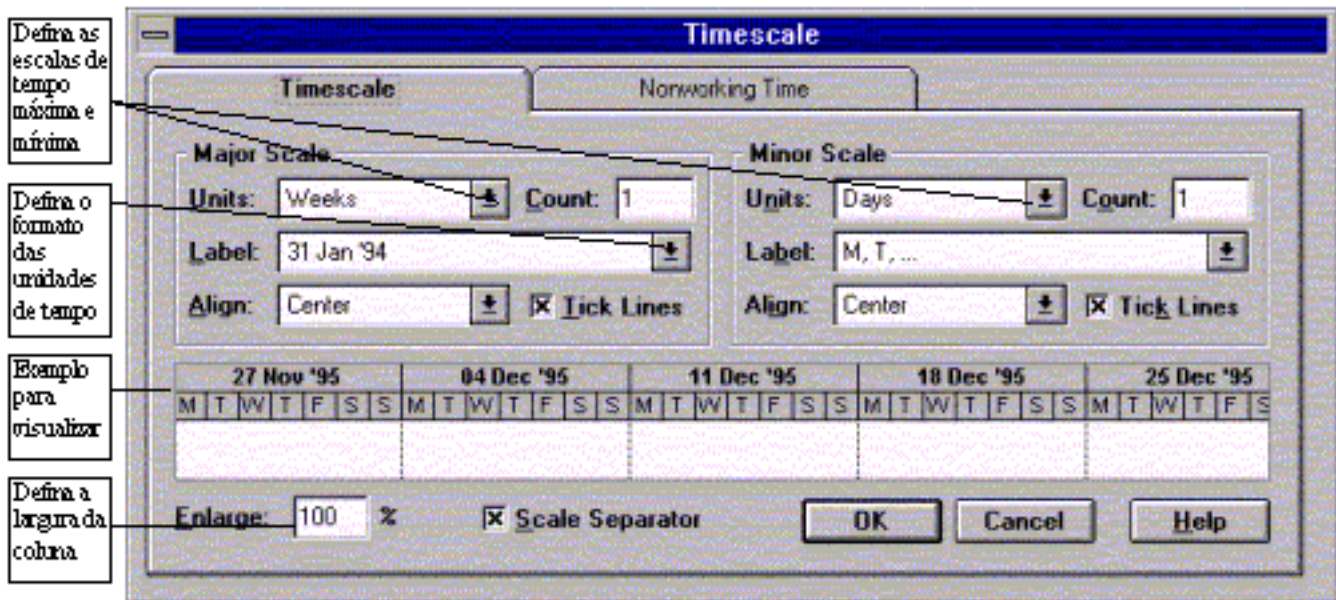 Defina as
escalas de
tempo
máxima e
mínima
Defina o
formato
das
unidades
de tempo
Exemplo
para
visualizar
Defina a
largura da
coluna
Timescale
Timescale
Nonworking Time
Major Scale
Units: Weeks Count: 1
Label: 31 Jan '94
Align: Center Tick Lines
Minor Scale
Units: Days Count: 1
Label: M, T, ...
Align: Center Tick Lines
27 Nov '95 04 Dec '95 11 Dec '95 18 Dec '95 25 Dec '95
M T W T F S S M T W T F S S M T W T F S S M T W T F S S M T W T F S
Enlarge: 100 % Scale Separator OK Cancel Help